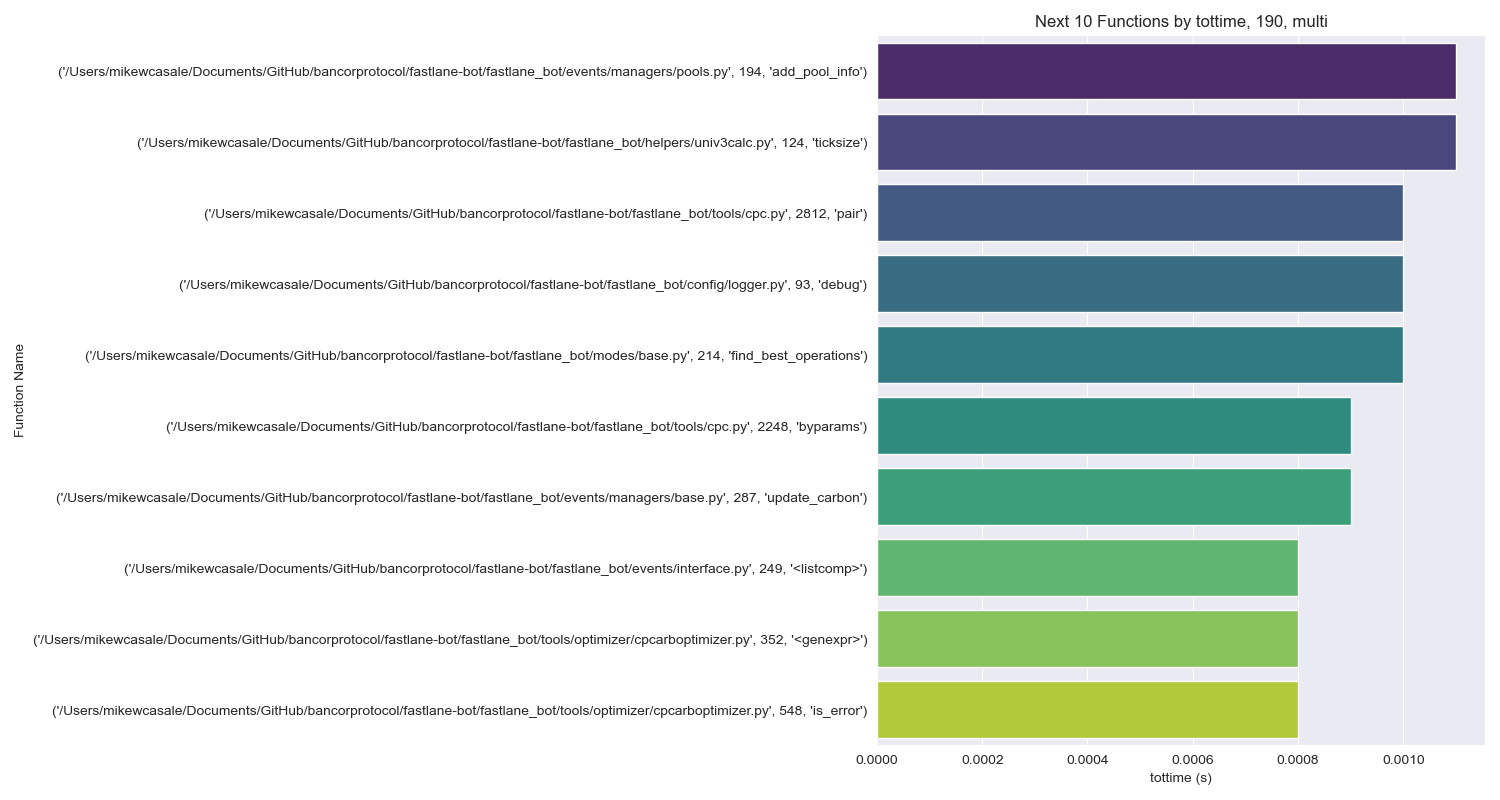 Next 10 Functions by tottime, 190, multi
('/Users/mikewcasale/Documents/GitHub/bancorprotocol/fastlane-bot/fastlane_bot/events/managers/pools.py', 194, 'add_pool_info')
('/Users/mikewcasale/Documents/GitHub/bancorprotocol/fastlane-bot/fastlane_bot/helpers/univ3calc.py', 124, 'ticksize')
('/Users/mikewcasale/Documents/GitHub/bancorprotocol/fastlane-bot/fastlane_bot/tools/cpc.py', 2812, 'pair')
('/Users/mikewcasale/Documents/GitHub/bancorprotocol/fastlane-bot/fastlane_bot/config/logger.py', 93, 'debug')
('/Users/mikewcasale/Documents/GitHub/bancorprotocol/fastlane-bot/fastlane_bot/modes/base.py', 214, 'find_best_operations')
('/Users/mikewcasale/Documents/GitHub/bancorprotocol/fastlane-bot/fastlane_bot/tools/cpc.py', 2248, 'byparams')
('/Users/mikewcasale/Documents/GitHub/bancorprotocol/fastlane-bot/fastlane_bot/events/managers/base.py', 287, 'update_carbon')
('/Users/mikewcasale/Documents/GitHub/bancorprotocol/fastlane-bot/fastlane_bot/events/interface.py', 249, '<listcomp>')
('/Users/mikewcasale/Documents/GitHub/bancorprotocol/fastlane-bot/fastlane_bot/tools/optimizer/cpcarboptimizer.py', 352, '<genexpr>')
('/Users/mikewcasale/Documents/GitHub/bancorprotocol/fastlane-bot/fastlane_bot/tools/optimizer/cpcarboptimizer.py', 548, 'is_error')
Function Name
0.0000 0.0002 0.0004 0.0006 0.0008 0.0010
tottime (s)